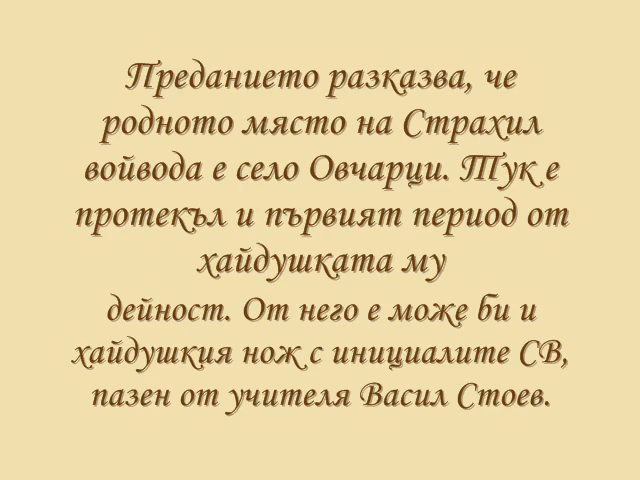 Преданието разказва, че
родното място на Страхил
войвода е село Овчарци. Тук е
протекъл и първият период от
хайдушката му
дейност. От него е може би и
хайдушкия нож с инициалите СВ,
пазен от учителя Васил Стоев.